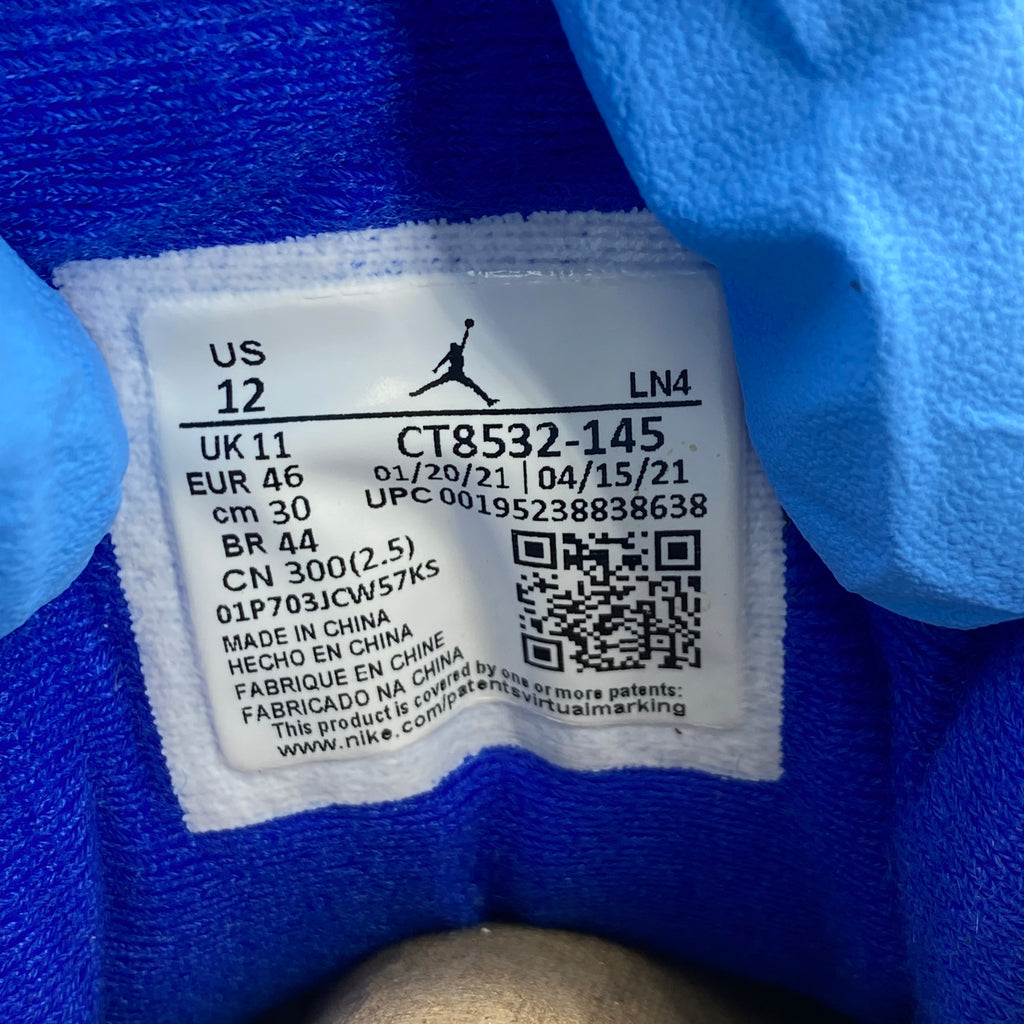 US
12
LN4
UK 11
EUR 46
cm 30
BR 44
CN 300(2.5)
01P703JCW57KS
CT8532-145
01/20/21 | 04/15/21
UPC 00195238838638
MADE IN CHINA
HECHO EN CHINA
FABRIQUE EN CHINE
FABRICADO NA CHINA
This product is covered by one or more patents:
www.nike.com/patentsvirtualmarking